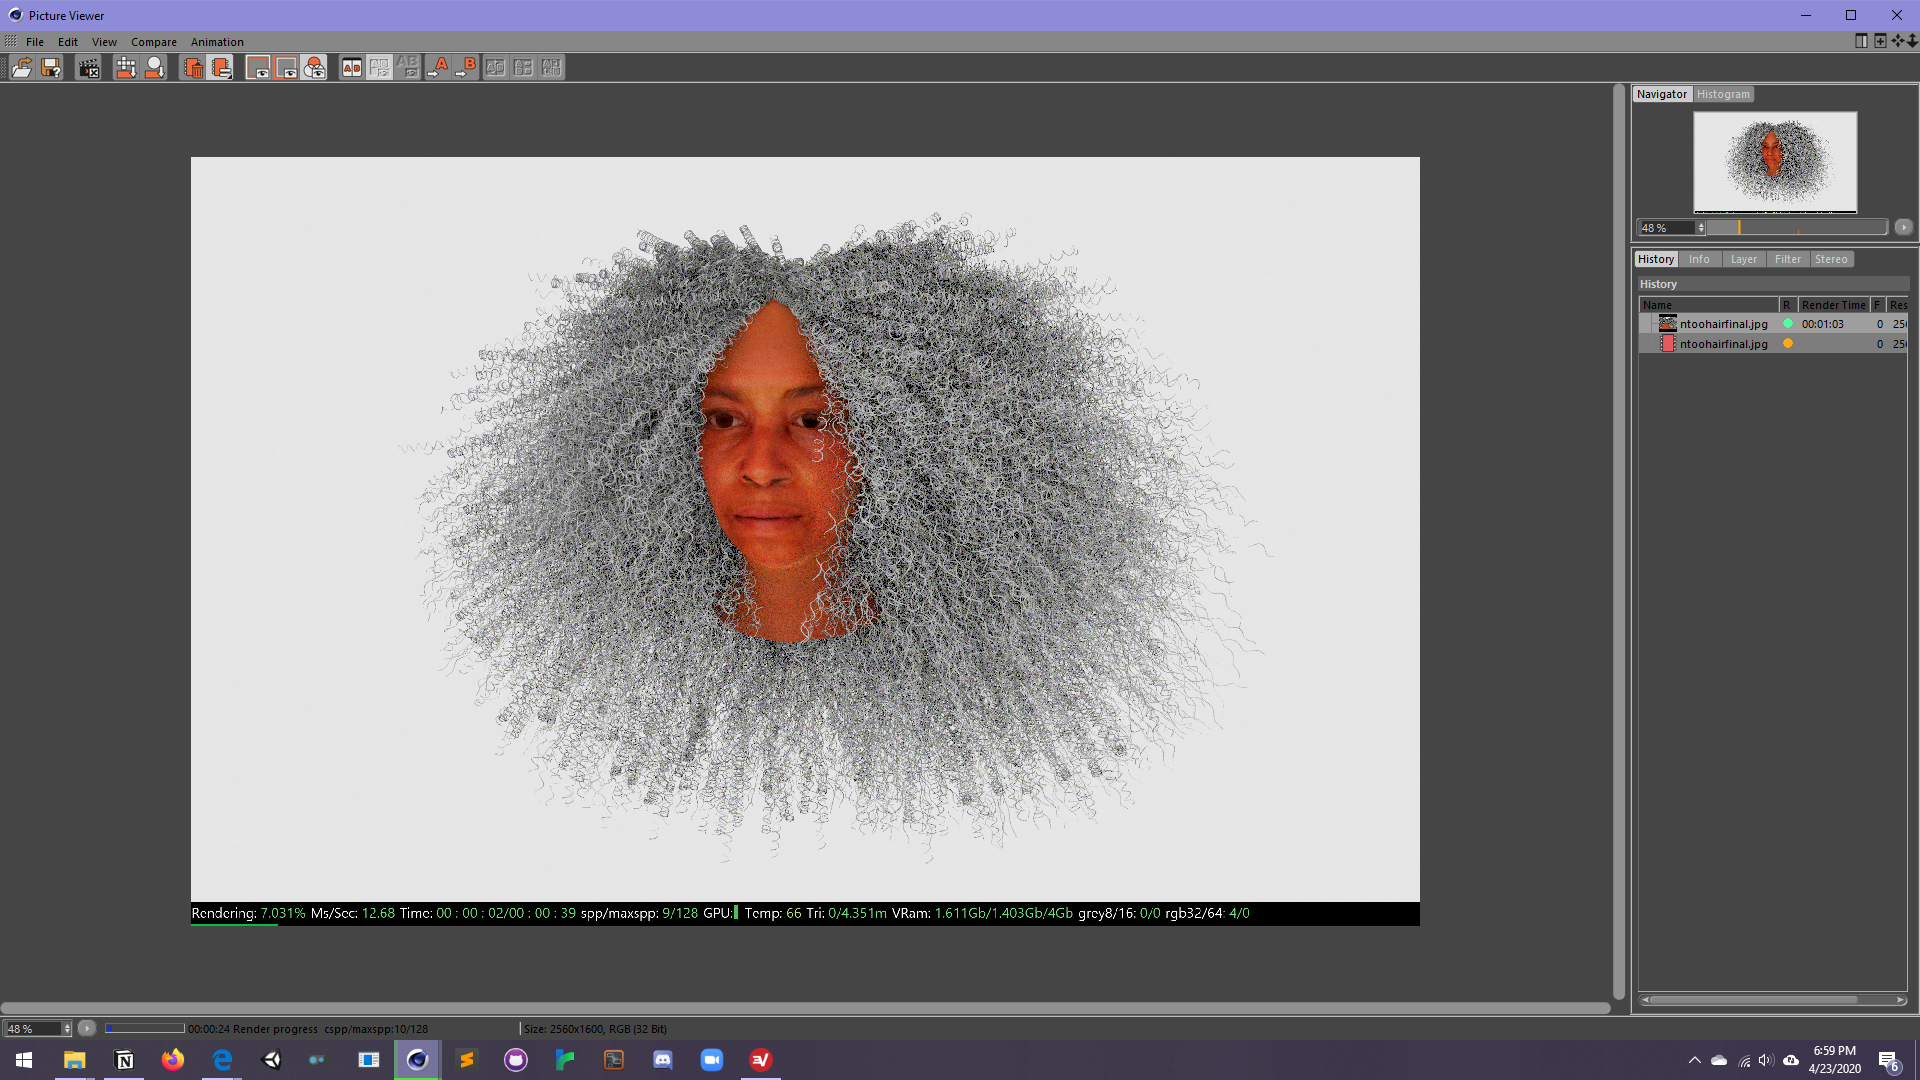 Picture Viewer
File Edit View Compare Animation
Navigator Histogram
48 %
History Info Layer Filter Stereo
History
Name R Render Time F Res
ntoohairfinal.jpg 00:01:03 0 256
ntoohairfinal.jpg 0 256
Rendering: 7.031% Ms/Sec: 12.68 Time: 00 : 00 : 02/00 : 00 : 39 spp/maxspp: 9/128 GPU: Temp: 66 Tri: 0/4.351m VRam: 1.611Gb/1.403Gb/4Gb grey8/16: 0/0 rgb32/64: 4/0
48 % 00:00:24 Render progress cspp/maxspp:10/128 Size: 2560x1600, RGB (32 Bit)
6:59 PM
4/23/2020
6